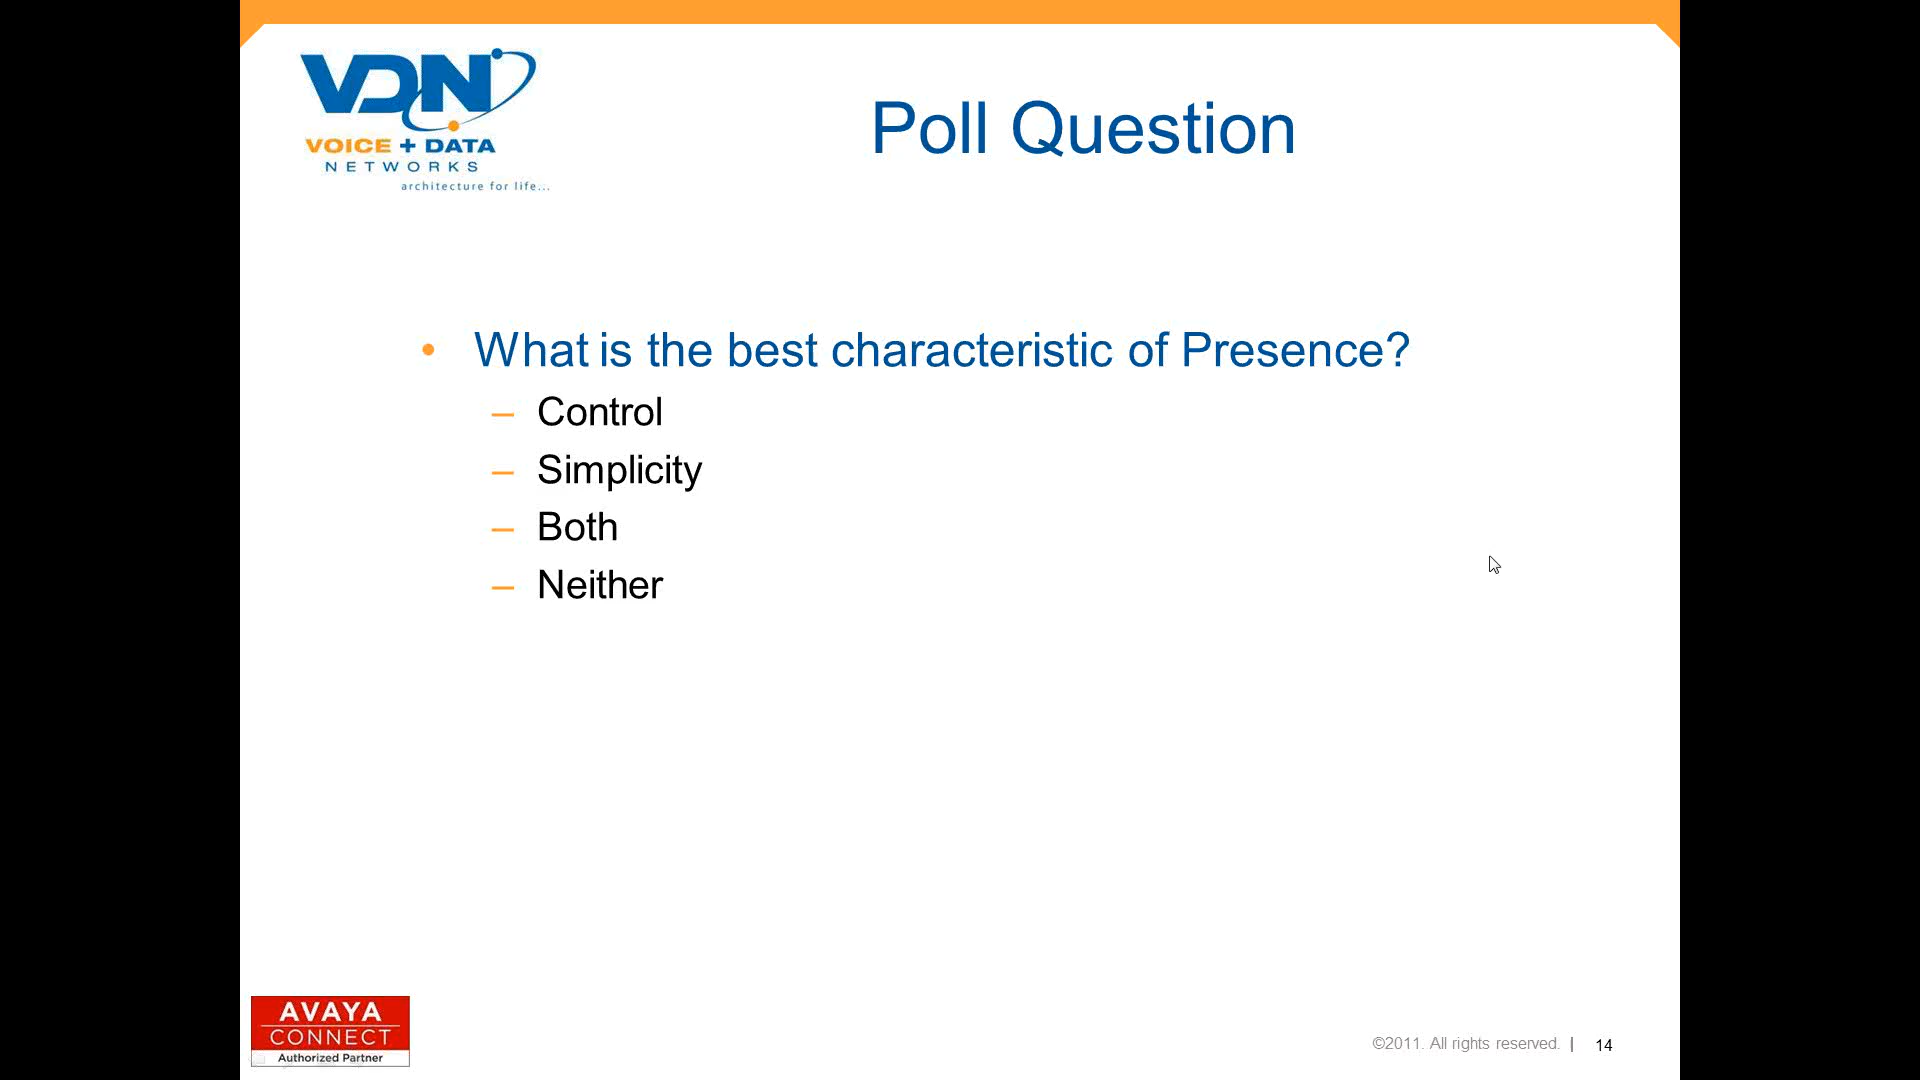 VDN
VOICE + DATA
NETWORKS
architecture for life...
Poll Question
• What is the best characteristic of Presence?
– Control
– Simplicity
– Both
– Neither
AVAYA
CONNECT
Authorized Partner
©2011. All rights reserved. | 14